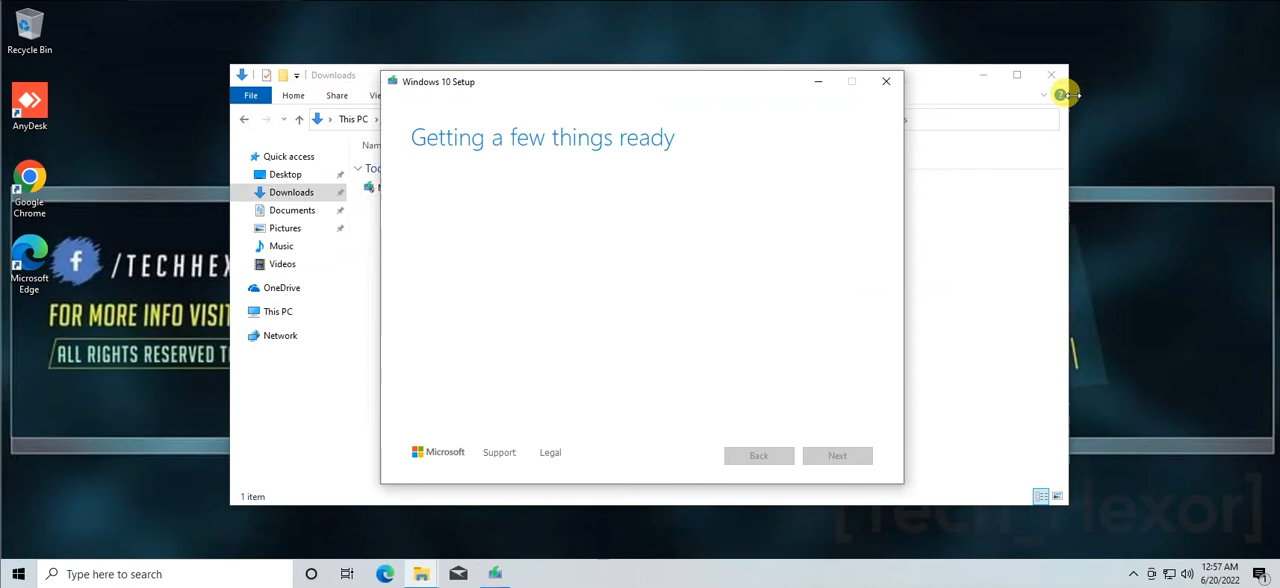 Recycle Bin
AnyDesk
Google
Chrome
Microsoft
Edge
Downloads
File
Home
Share
This PC
Quick access
Desktop
Downloads
Documents
Pictures
Music
Videos
OneDrive
This PC
Network
1 item
Windows 10 Setup
Getting a few things ready
Microsoft
Support
Legal
Back
Next
f /TECHHEX
FOR MORE INFO VISIT
ALL RIGHTS RESERVED T
[Tech_Hexor]
Type here to search
12:57 AM
6/20/2022
1